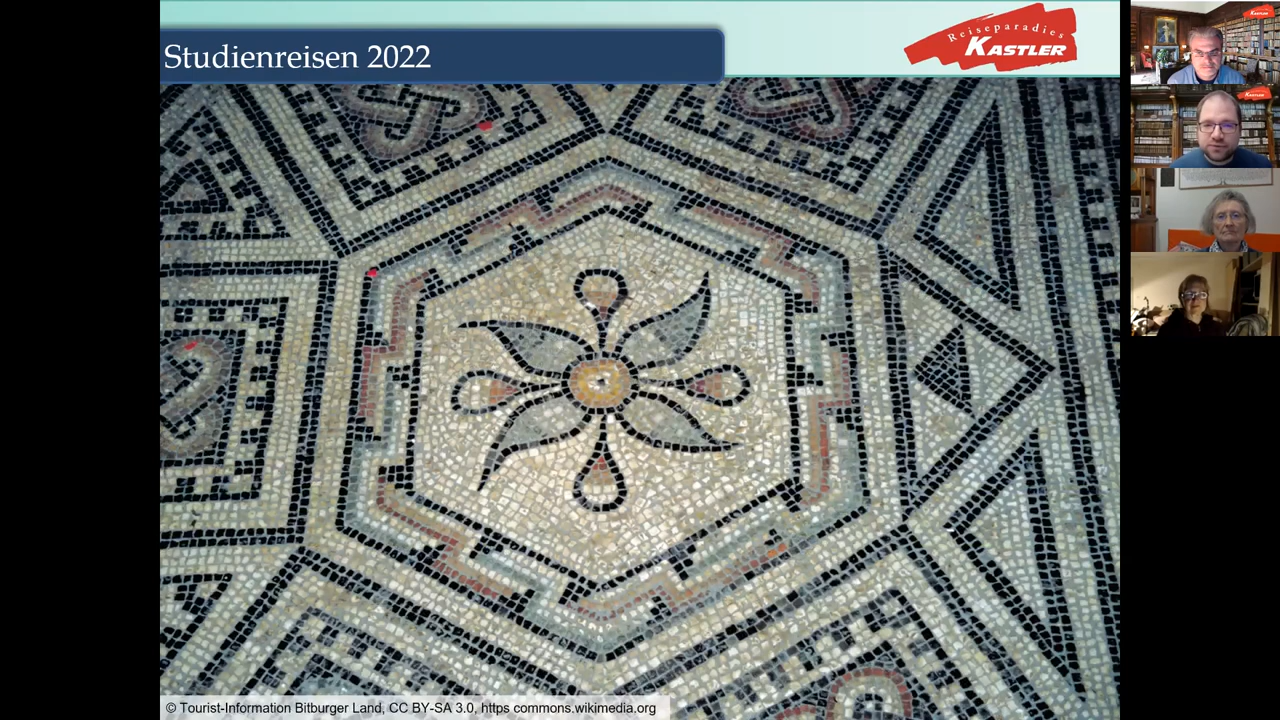 Studienreisen 2022
Reiseparadies
KASTLER
© Tourist-Information Bitburger Land, CC BY-SA 3.0, https commons.wikimedia.org